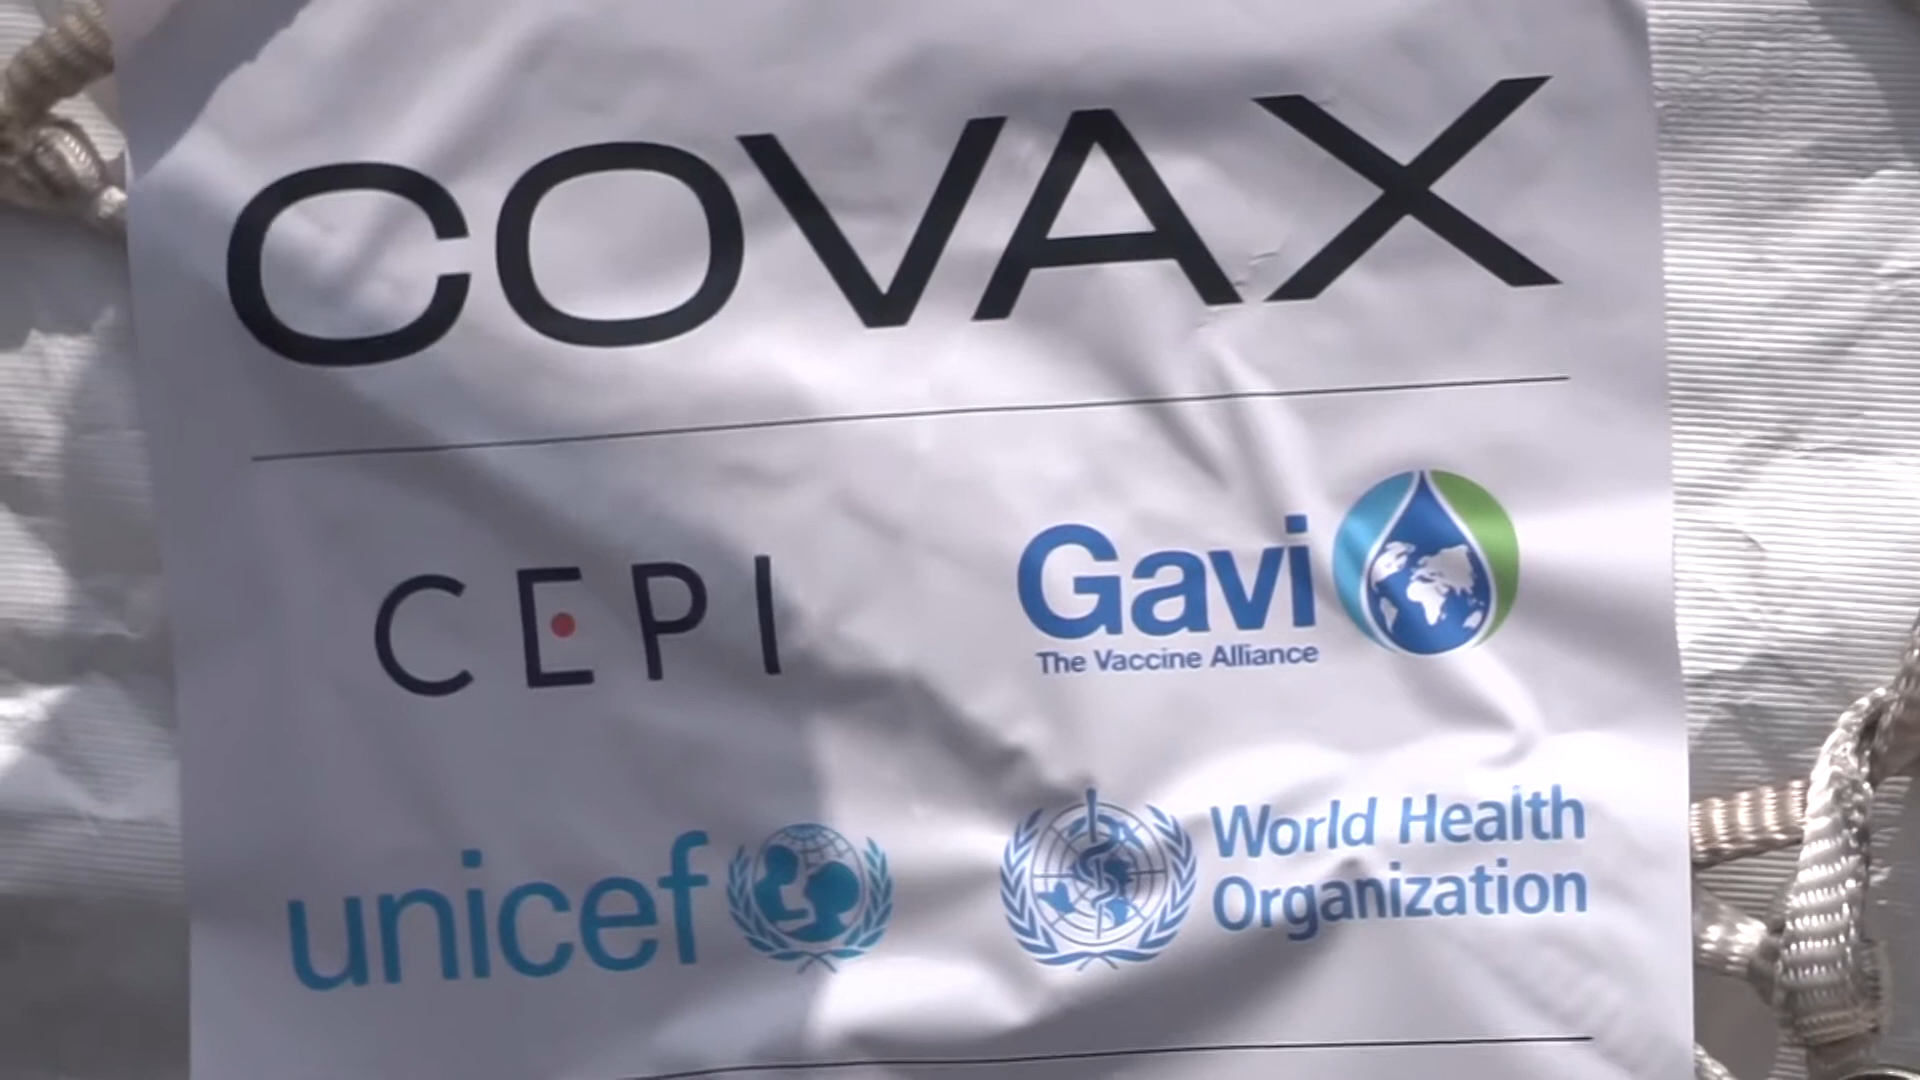 COVAX
CEPI
Gavi
The Vaccine Alliance
unicef
World Health
Organization